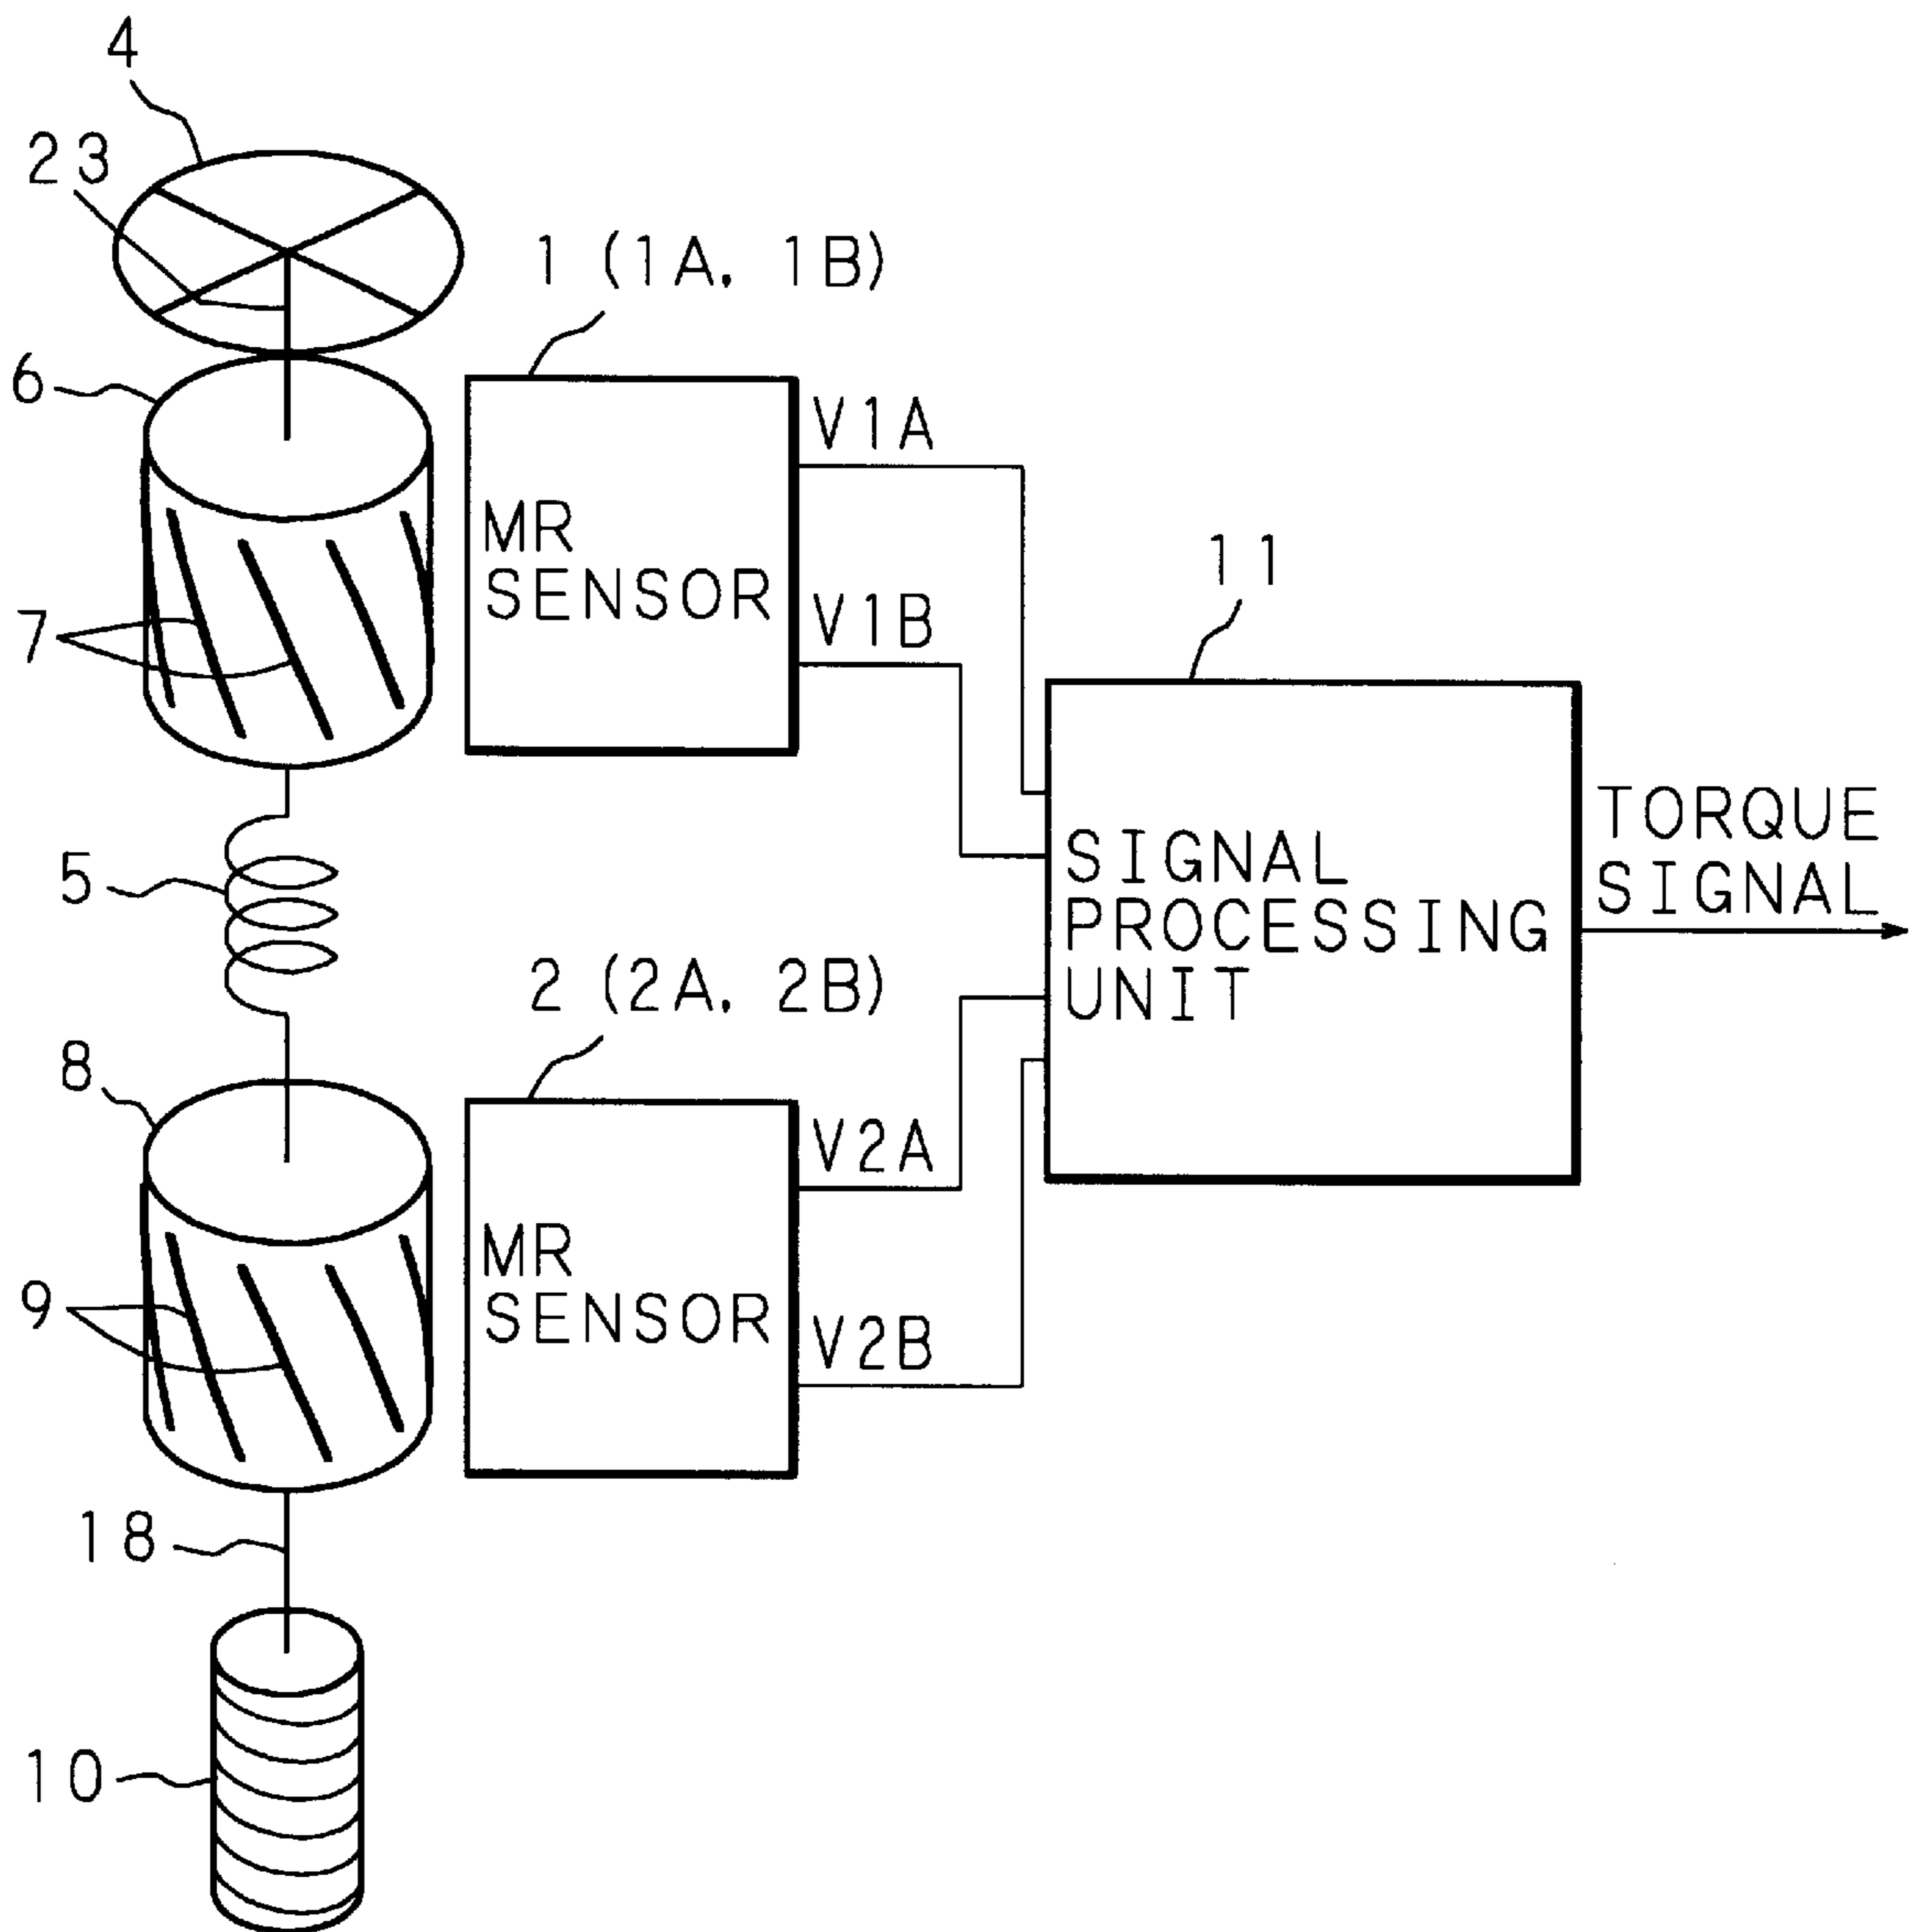 4
23
1 (1A, 1B)
6
V1A
MR
SENSOR
V1B
11
7
TORQUE
SIGNAL
5
SIGNAL
PROCESSING
UNIT
2 (2A, 2B)
8
V2A
MR
SENSOR
V2B
9
18
10